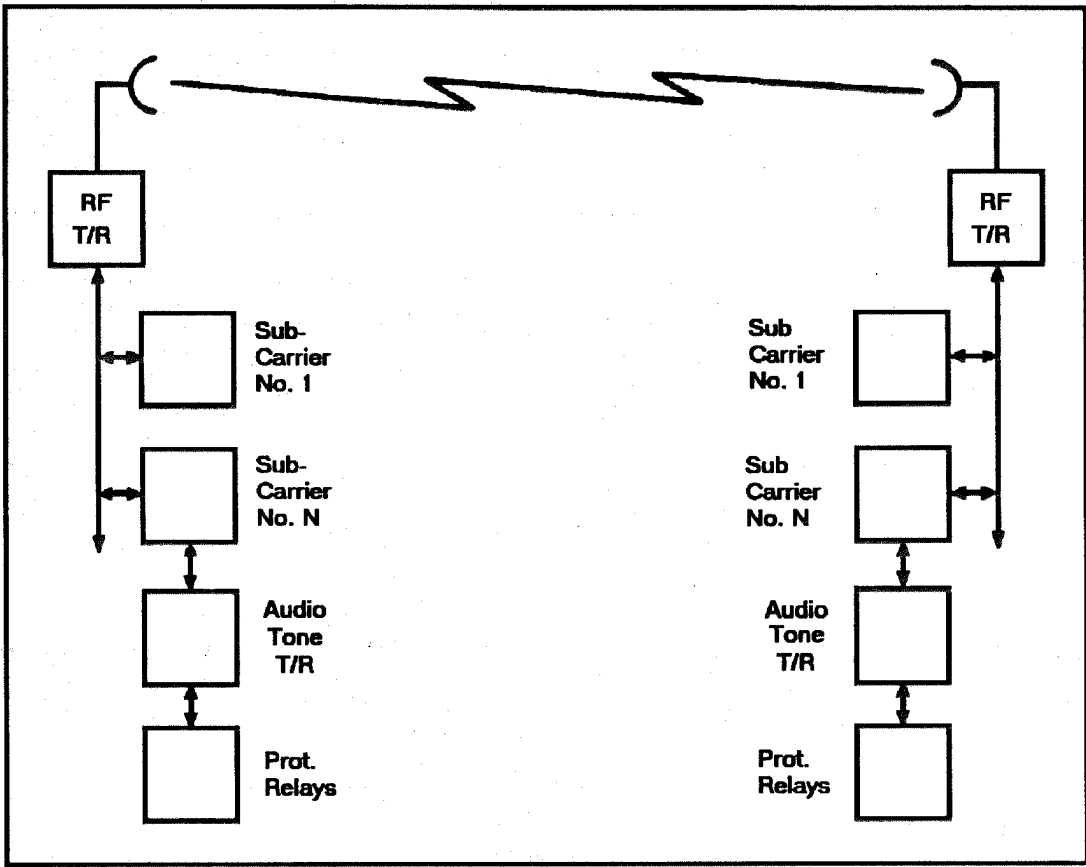 RF
T/R
RF
T/R
Sub-
Carrier
No. 1
Sub
Carrier
No. 1
Sub-
Carrier
No. N
Sub
Carrier
No. N
Audio
Tone
T/R
Audio
Tone
T/R
Prot.
Relays
Prot.
Relays